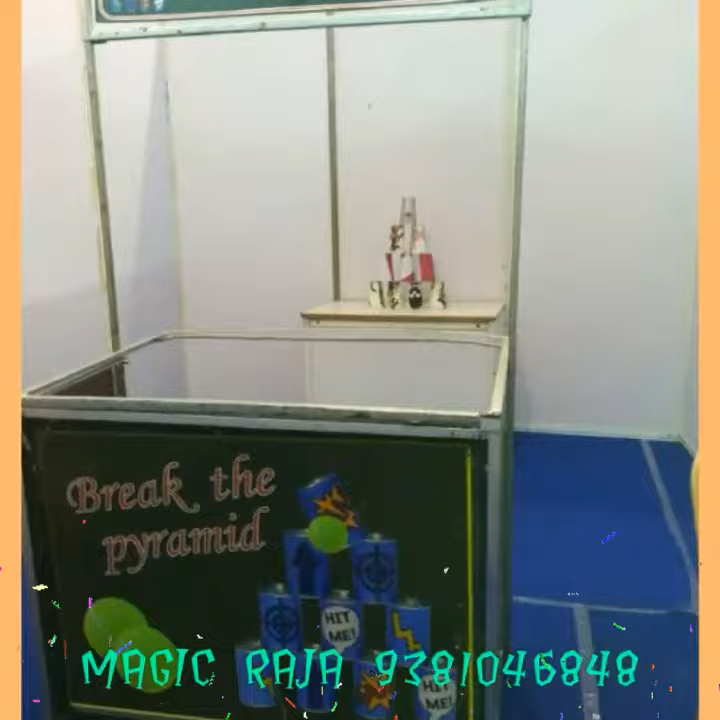 Break the
pyramid
HIT
ME!
MAGIC RAJA 9381046848
HIT
ME!